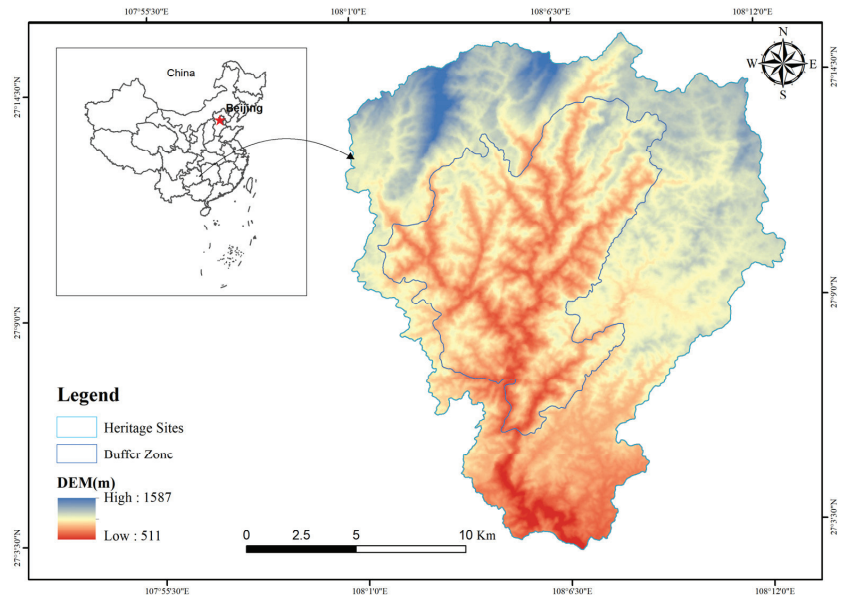 107°55'30"E
108°1'0"E
108°6'30"E
108°12'0"E
27°14'30"N
27°14'30"N
N
W
E
S
China
Beijing
27°9'0"N
27°9'0"N
Legend
Heritage Sites
Duffer Zone
DEM(m)
High : 1587
Low : 511
0
2.5
5
10 Km
27°3'30"N
27°3'30"N
107°55'30"E
108°1'0"E
108°6'30"E
108°12'0"E